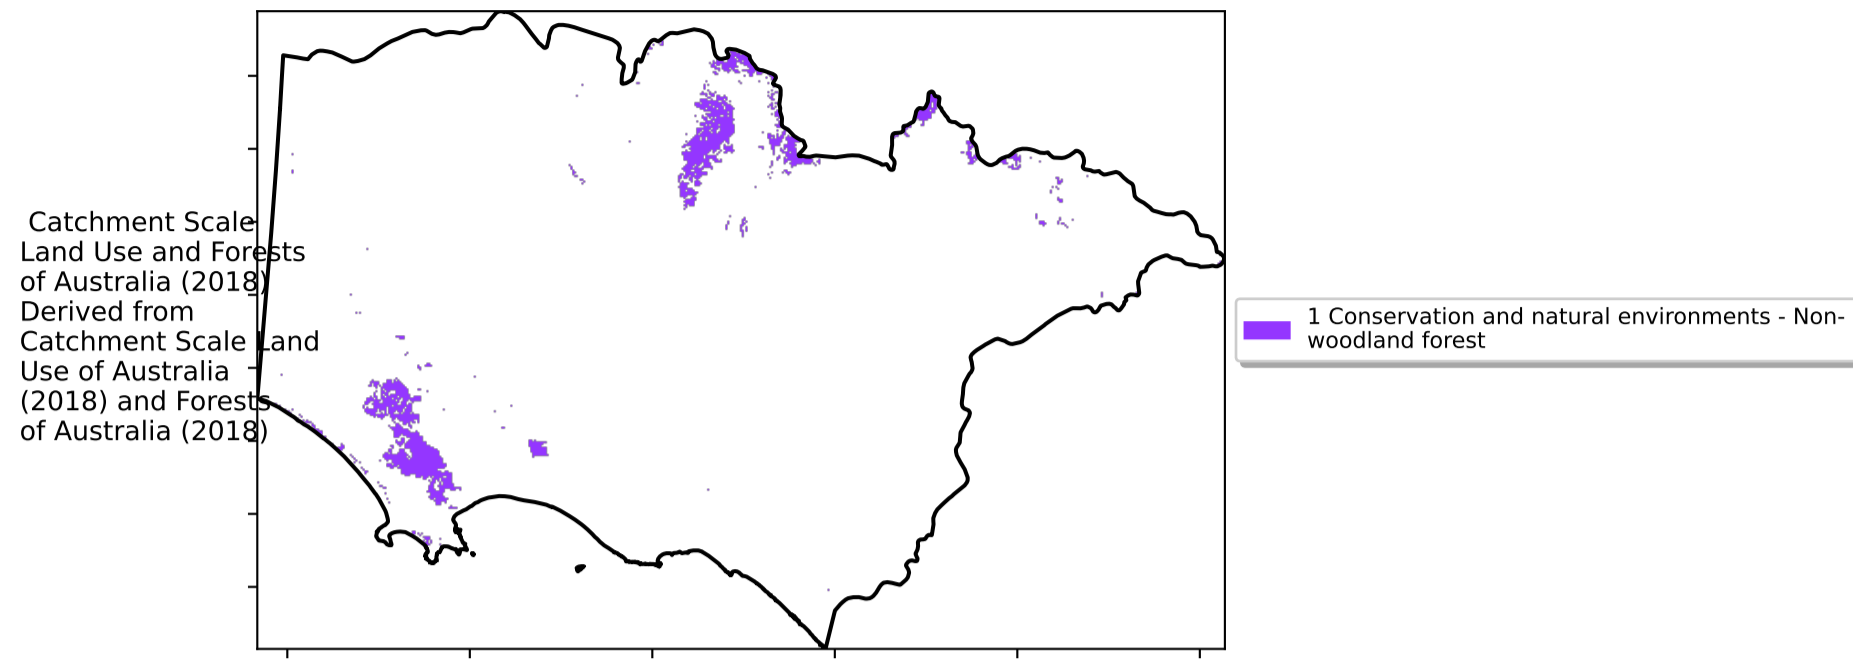 Catchment Scale
Land Use and Forests
of Australia (2018)
Derived from
Catchment Scale Land
Use of Australia
(2018) and Forests
of Australia (2018)
1 Conservation and natural environments - Non-
woodland forest